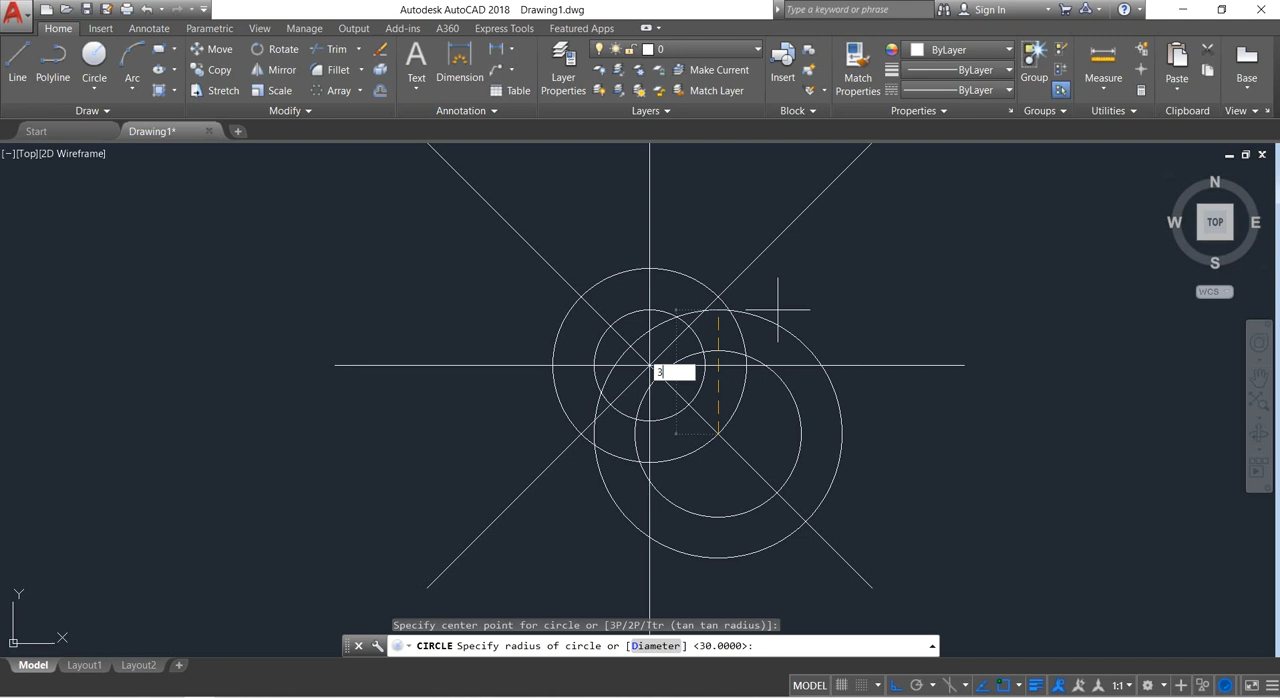 Autodesk AutoCAD 2018 Drawing1.dwg
Type a keyword or phrase
Sign In
Home Insert Annotate Parametric View Manage Output Add-ins A360 Express Tools Featured Apps
Line Polyline Circle Arc
Move Rotate Trim
Copy Mirror Fillet
Stretch Scale Array
Text Dimension Table
Layer Properties
0
Make Current
Match Layer
Insert
Match Properties
ByLayer
ByLayer
ByLayer
Group Measure Paste Base
Draw Modify Annotation Layers Block Properties Groups Utilities Clipboard View
Start Drawing1*
[−][Top][2D Wireframe]
N
W TOP E
S
WCS
3
Y
X
Specify center point for circle or [3P/2P/Ttr (tan tan radius)]:
CIRCLE Specify radius of circle or [Diameter] <30.0000>:
Model Layout1 Layout2
MODEL 1:1